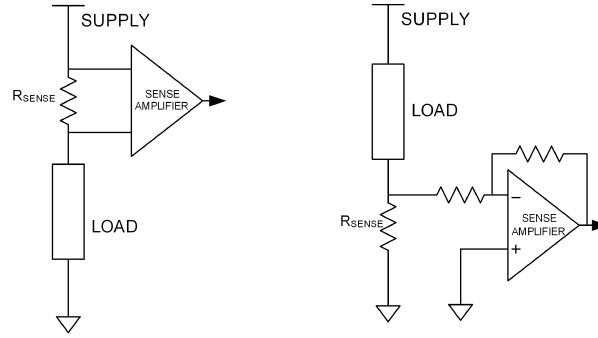 SUPPLY
RSENSE
SENSE
AMPLIFIER
LOAD
SUPPLY
LOAD
RSENSE
−
SENSE
AMPLIFIER
+